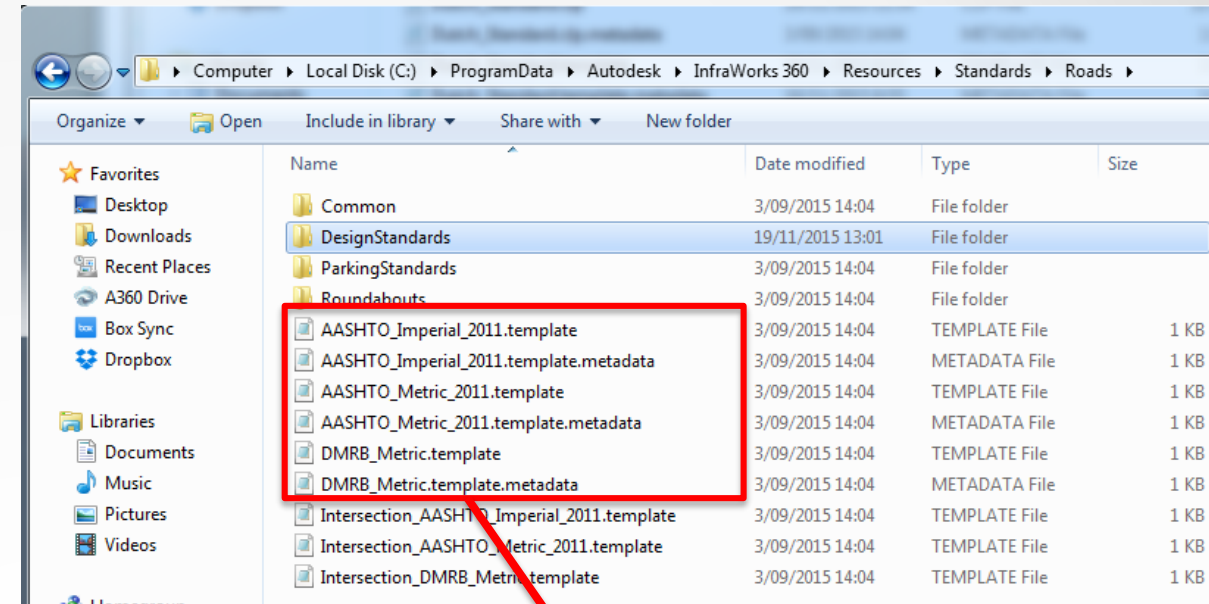 Computer ▸ Local Disk (C:) ▸ ProgramData ▸ Autodesk ▸ InfraWorks 360 ▸ Resources ▸ Standards ▸ Roads ▸
Organize ▾ Open Include in library ▾ Share with ▾ New folder
Favorites
Desktop
Downloads
Recent Places
A360 Drive
Box Sync
Dropbox
Libraries
Documents
Music
Pictures
Videos
Name Date modified Type Size
Common 3/09/2015 14:04 File folder
DesignStandards 19/11/2015 13:01 File folder
ParkingStandards 3/09/2015 14:04 File folder
Roundabouts 3/09/2015 14:04 File folder
AASHTO_Imperial_2011.template 3/09/2015 14:04 TEMPLATE File 1 KB
AASHTO_Imperial_2011.template.metadata 3/09/2015 14:04 METADATA File 1 KB
AASHTO_Metric_2011.template 3/09/2015 14:04 TEMPLATE File 1 KB
AASHTO_Metric_2011.template.metadata 3/09/2015 14:04 METADATA File 1 KB
DMRB_Metric.template 3/09/2015 14:04 TEMPLATE File 1 KB
DMRB_Metric.template.metadata 3/09/2015 14:04 METADATA File 1 KB
Intersection_AASHTO_Imperial_2011.template 3/09/2015 14:04 TEMPLATE File 1 KB
Intersection_AASHTO_Metric_2011.template 3/09/2015 14:04 TEMPLATE File 1 KB
Intersection_DMRB_Metric.template 3/09/2015 14:04 TEMPLATE File 1 KB